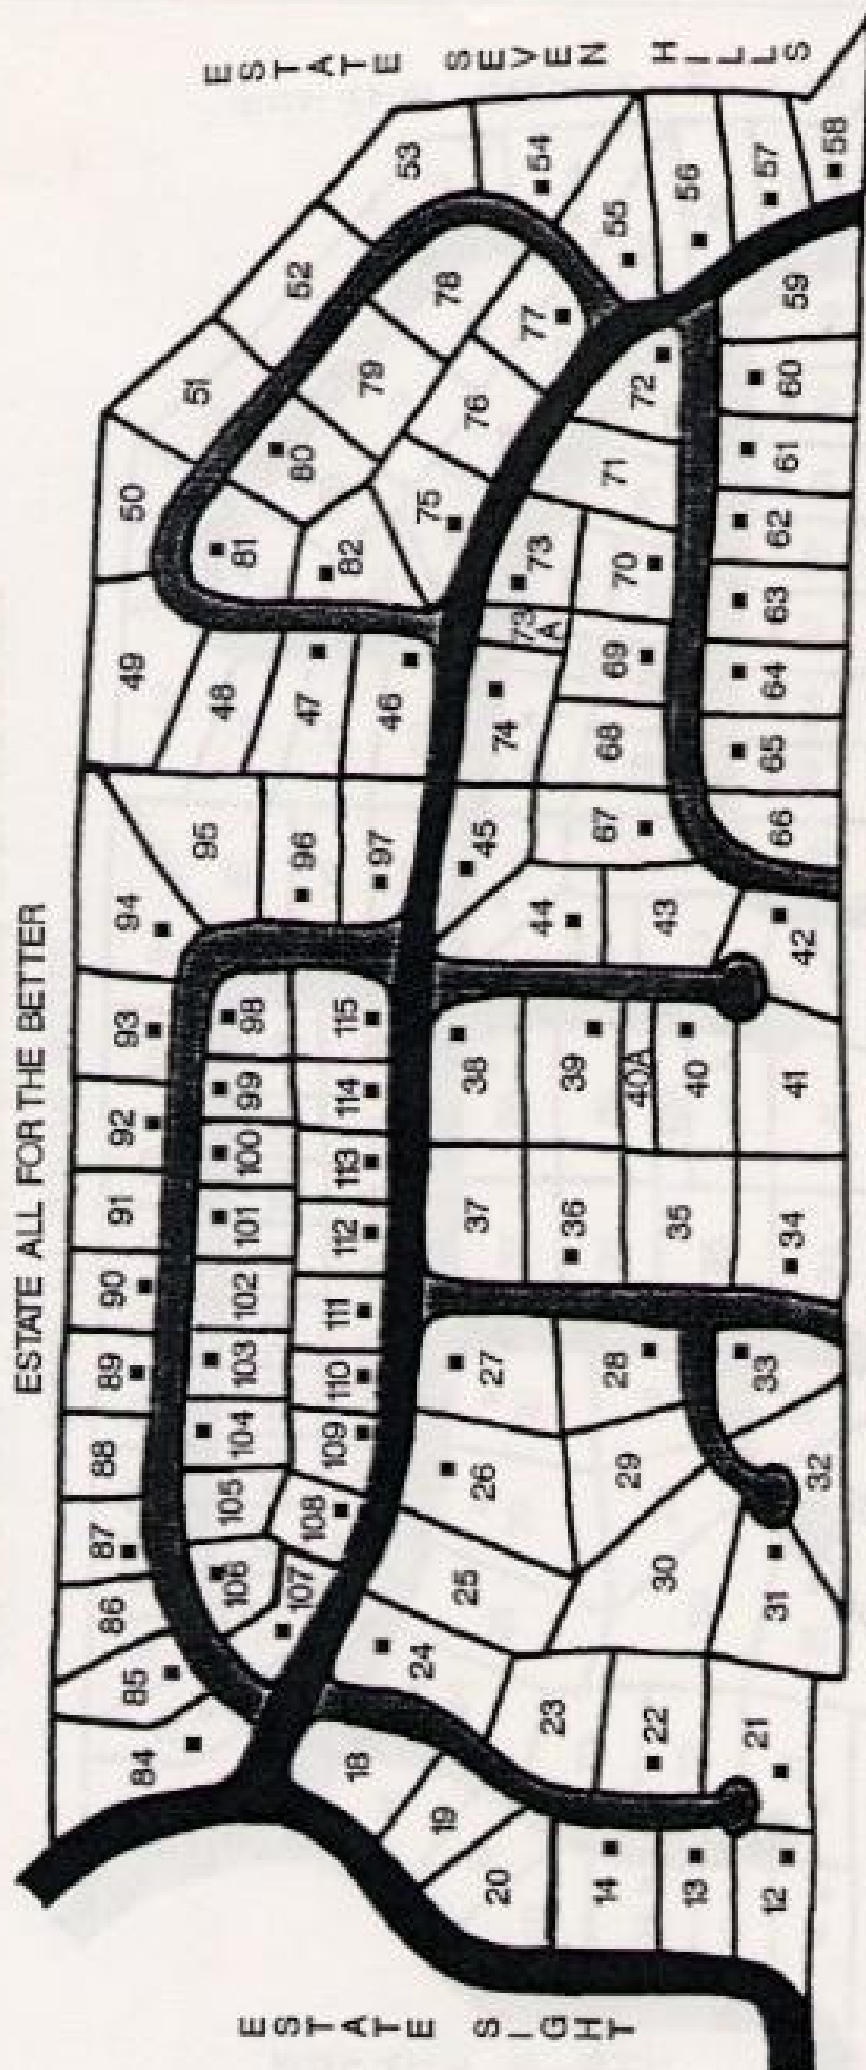 ESTATE ALL FOR THE BETTER
ESTATE SIGHT
ESTATE SEVEN HILLS
84 85 86 87 88 89 90 91 92 93 94 95 49 50 51 52 53
106 105 104 103 102 101 100 99 98 96 48 47 81 80 79 78 54
107 108 109 110 111 112 113 114 115 97 46 82 75 76 77 55
18 24 25 26 27 37 38 45 74 73 A 73 71 72 56
19 20 23 30 29 28 36 39 44 67 68 69 70 57
14 22 35 40A 43
13 40
12 21 31 32 33 34 41 42 66 65 64 63 62 61 60 59 58